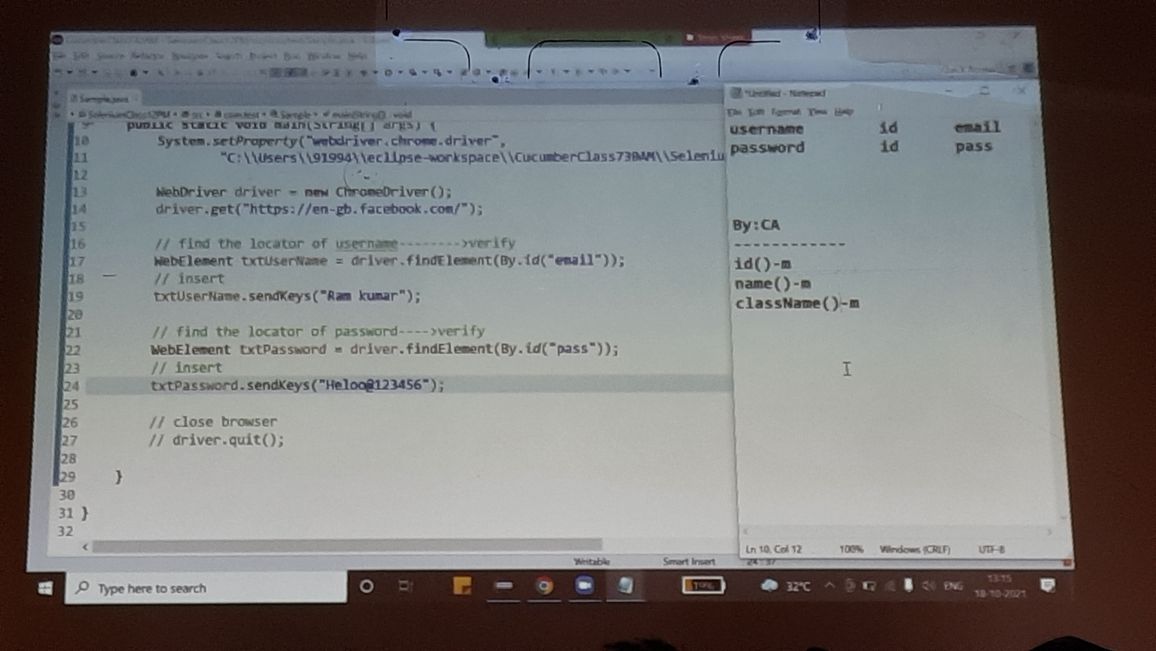 Sample.java
public static void main(String[] args) {
10 System.setProperty("webdriver.chrome.driver",
11 "C:\\Users\\91994\\eclipse-workspace\\CucumberClass730AM\\Seleniu
12
13 WebDriver driver = new ChromeDriver();
14 driver.get("https://en-gb.facebook.com/");
15
16 // find the locator of username-------->verify
17 WebElement txtUserName = driver.findElement(By.id("email"));
18 // insert
19 txtUserName.sendKeys("Ram kumar");
20
21 // find the locator of password---->verify
22 WebElement txtPassword = driver.findElement(By.id("pass"));
23 // insert
24 txtPassword.sendKeys("Heloo@123456");
25
26 // close browser
27 // driver.quit();
28
29 }
30
31 }
32
Writable Smart Insert 24:37
*Untitled - Notepad
File Edit Format View Help
username id email
password id pass
By:CA
------------
id()-m
name()-m
className()-m
Ln 10, Col 12 100% Windows (CRLF) UTF-8
Type here to search
32°C ENG
13:15
18-10-2021